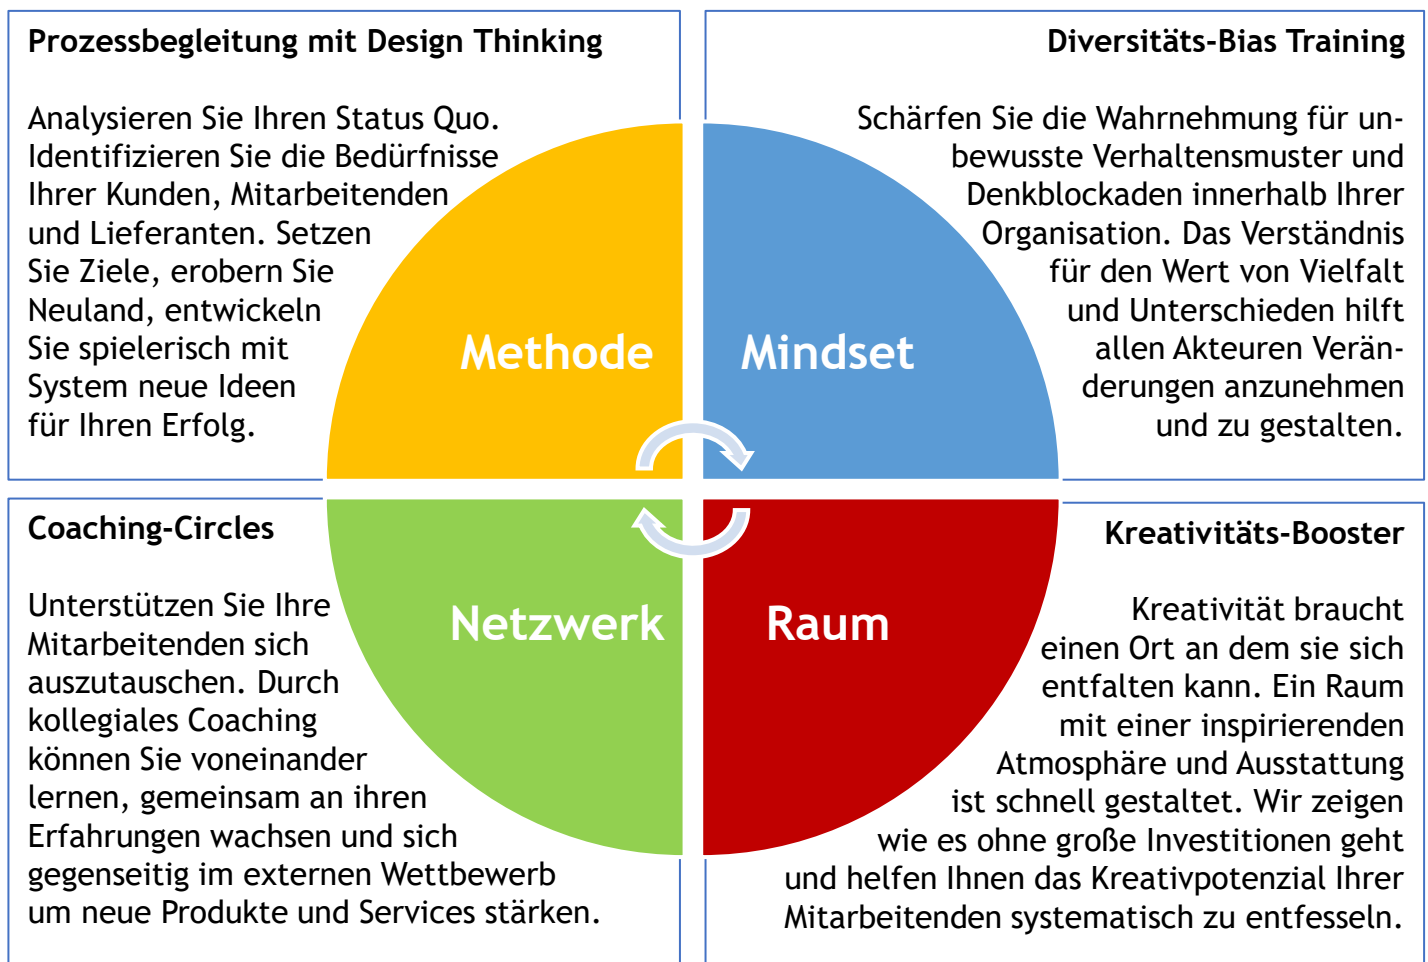 Prozessbegleitung mit Design Thinking
Analysieren Sie Ihren Status Quo.
Identifizieren Sie die Bedürfnisse
Ihrer Kunden, Mitarbeitenden
und Lieferanten. Setzen
Sie Ziele, erobern Sie
Neuland, entwickeln
Sie spielerisch mit
System neue Ideen
für Ihren Erfolg.
Methode
Diversitäts-Bias Training
Schärfen Sie die Wahrnehmung für un-
bewusste Verhaltensmuster und
Denkblockaden innerhalb Ihrer
Organisation. Das Verständnis
für den Wert von Vielfalt
und Unterschieden hilft
allen Akteuren Verän-
derungen anzunehmen
und zu gestalten.
Mindset
Coaching-Circles
Unterstützen Sie Ihre
Mitarbeitenden sich
auszutauschen. Durch
kollegiales Coaching
können Sie voneinander
lernen, gemeinsam an ihren
Erfahrungen wachsen und sich
gegenseitig im externen Wettbewerb
um neue Produkte und Services stärken.
Netzwerk
Kreativitäts-Booster
Kreativität braucht
einen Ort an dem sie sich
entfalten kann. Ein Raum
mit einer inspirierenden
Atmosphäre und Ausstattung
ist schnell gestaltet. Wir zeigen
wie es ohne große Investitionen geht
und helfen Ihnen das Kreativpotenzial Ihrer
Mitarbeitenden systematisch zu entfesseln.
Raum